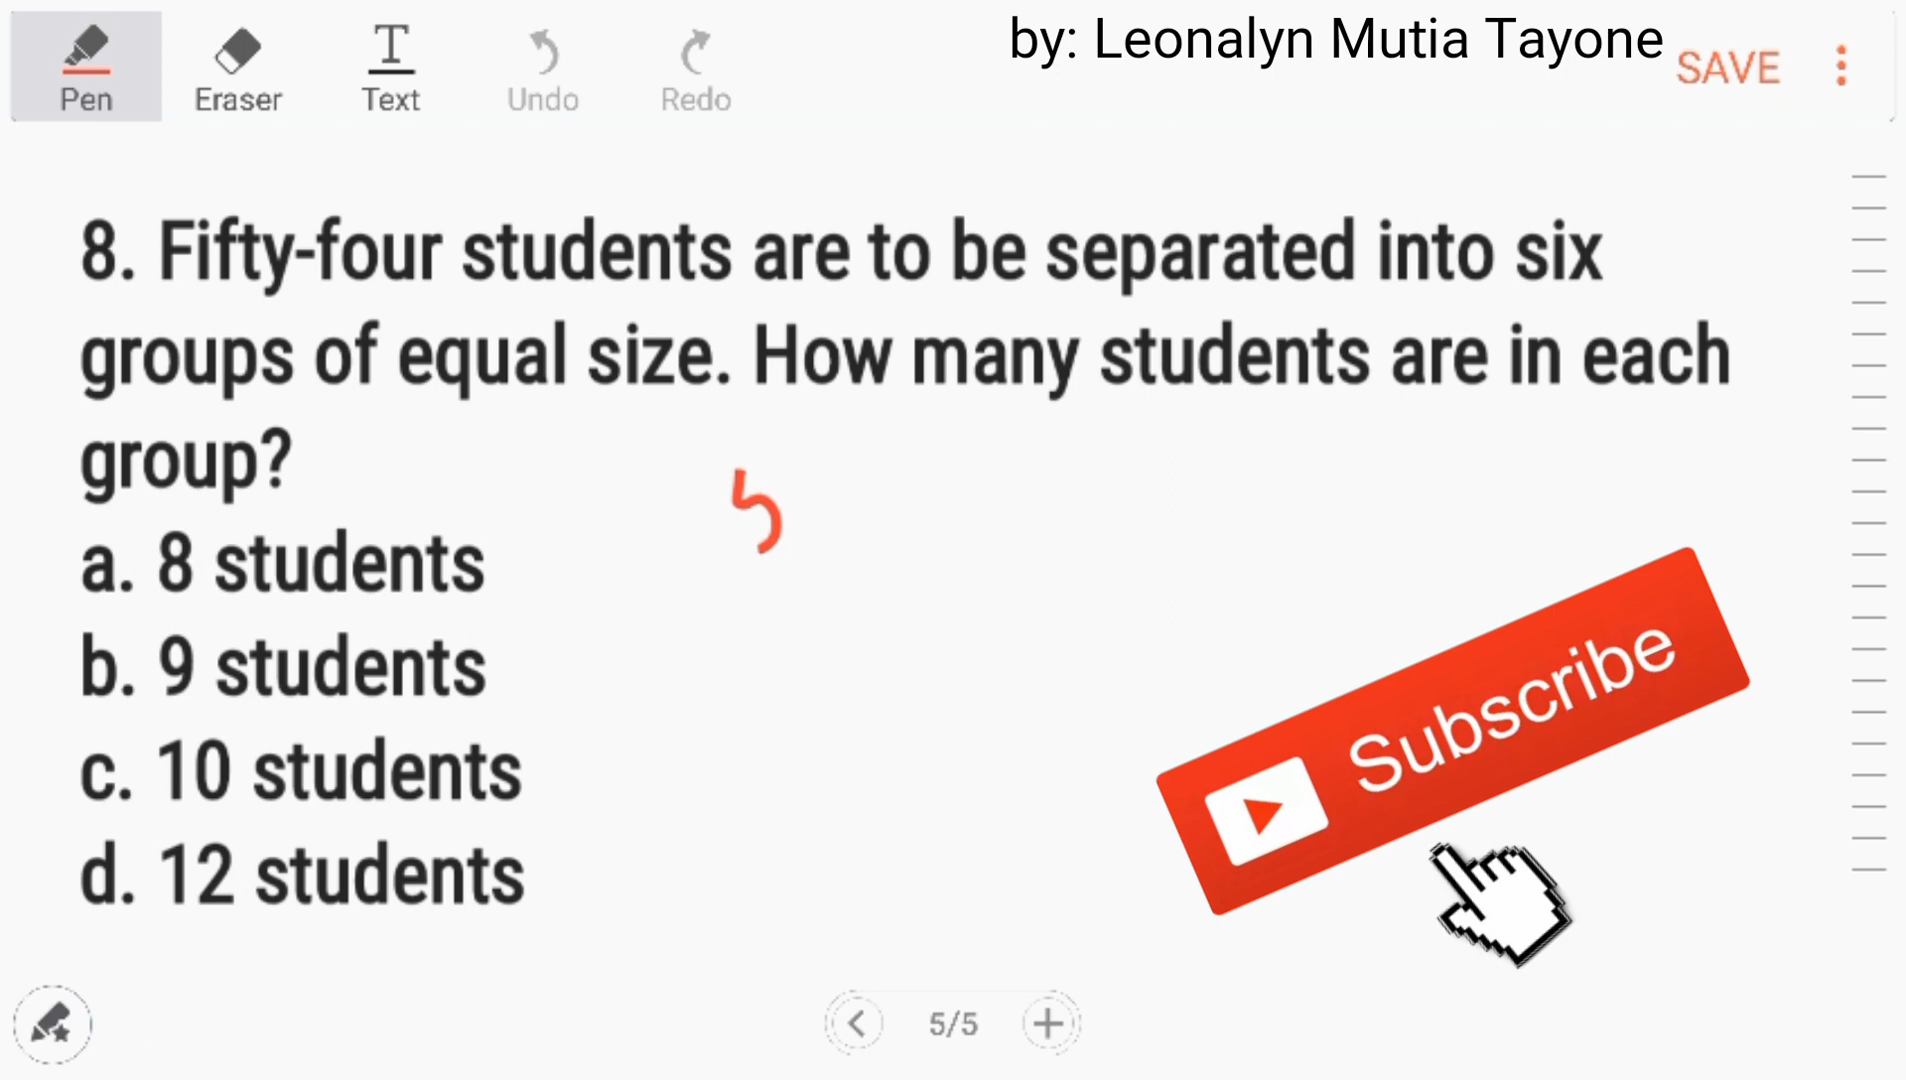 by: Leonalyn Mutia Tayone
Pen
Eraser
Text
Undo
Redo
SAVE
8. Fifty-four students are to be separated into six
groups of equal size. How many students are in each
group?
5
a. 8 students
b. 9 students
c. 10 students
d. 12 students
Subscribe
5/5